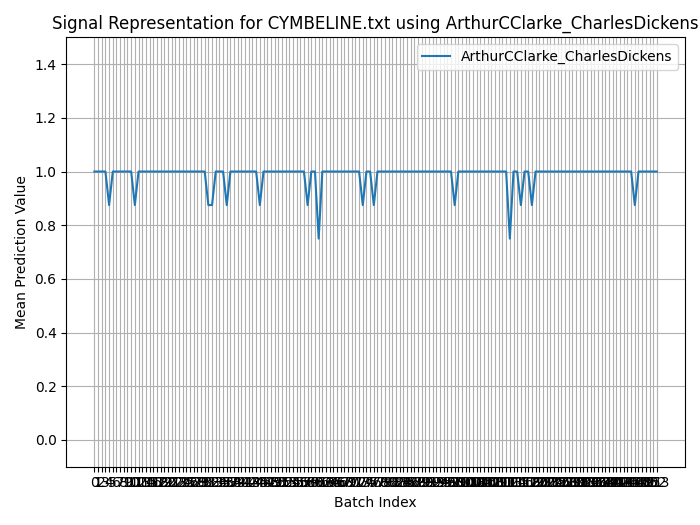 Signal Representation for CYMBELINE.txt using ArthurCClarke_CharlesDickens
ArthurCClarke_CharlesDickens
1.4
1.2
1.0
0.8
0.6
0.4
0.2
0.0
Mean Prediction Value
Batch Index